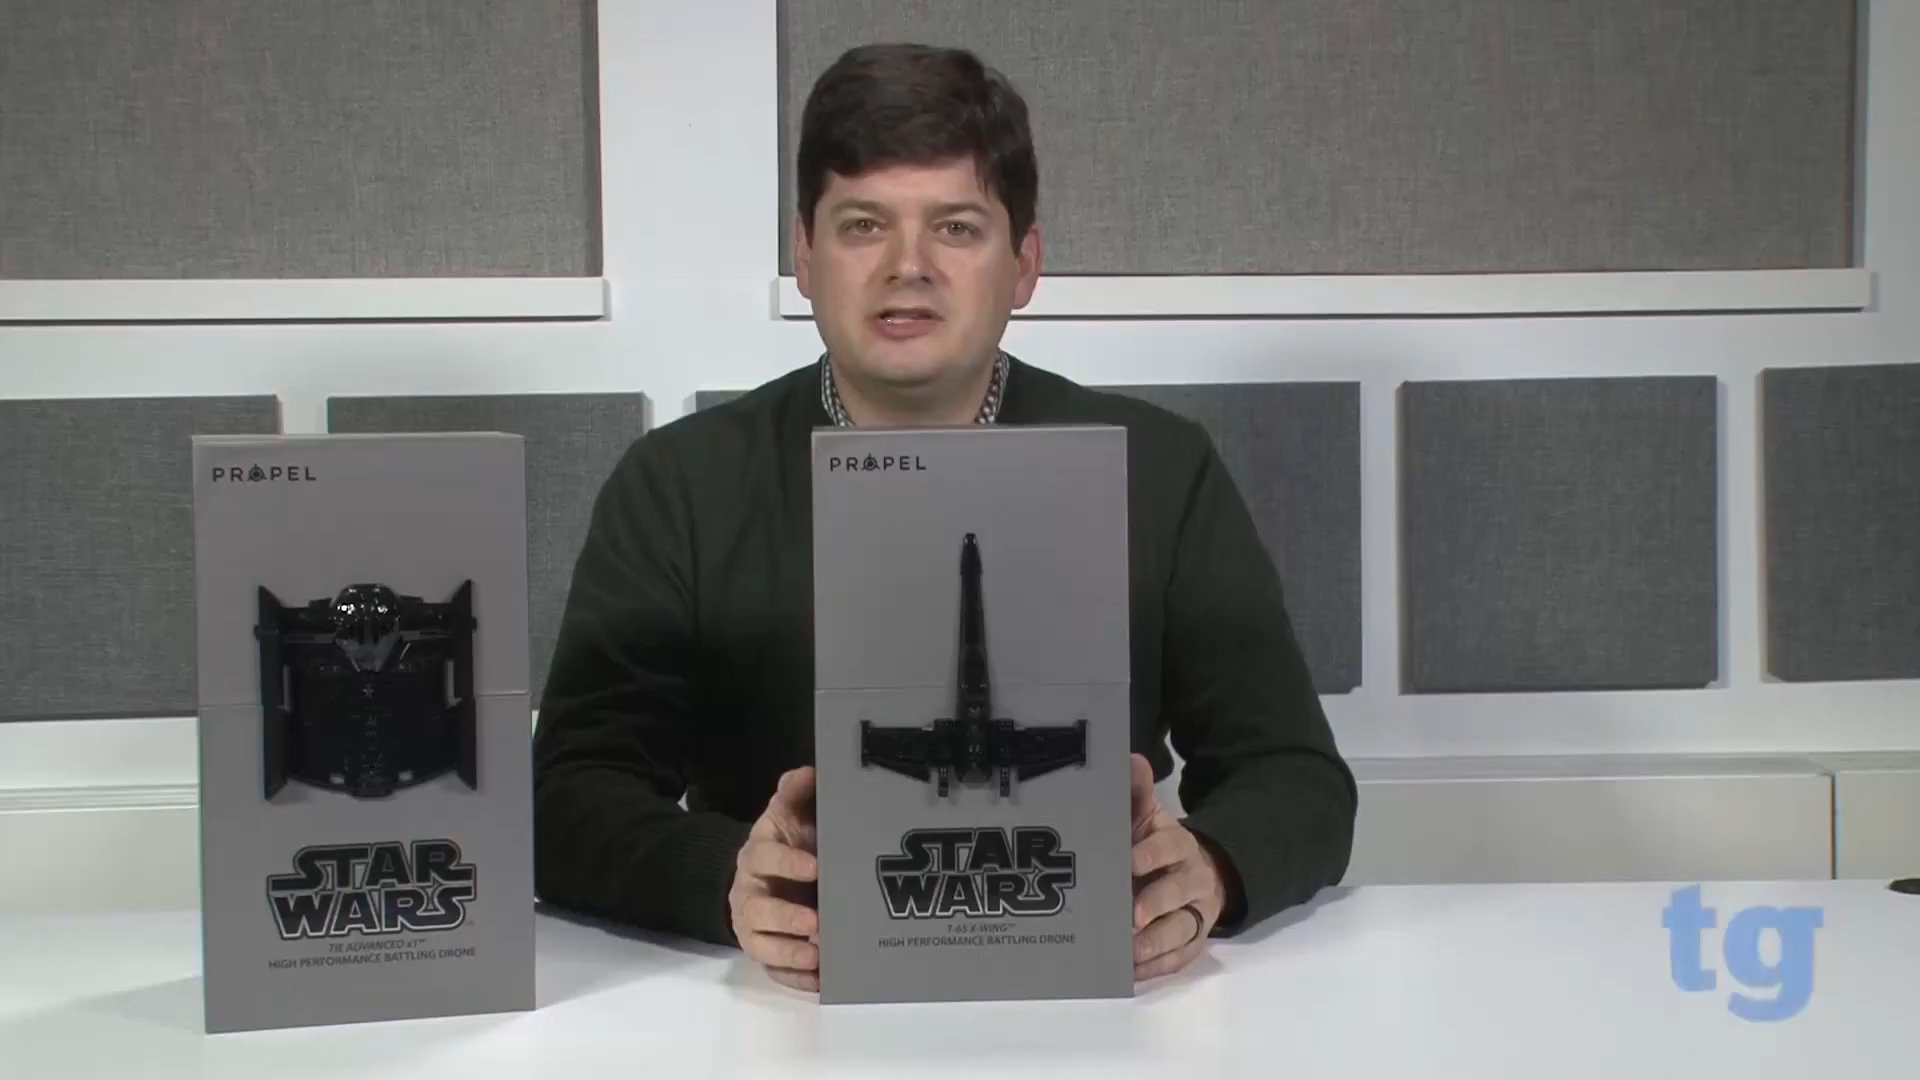 PROPEL
STAR
WARS
TIE ADVANCED x1™
HIGH PERFORMANCE BATTLING DRONE
PROPEL
STAR
WARS
T-65 X-WING™
HIGH PERFORMANCE BATTLING DRONE
tg